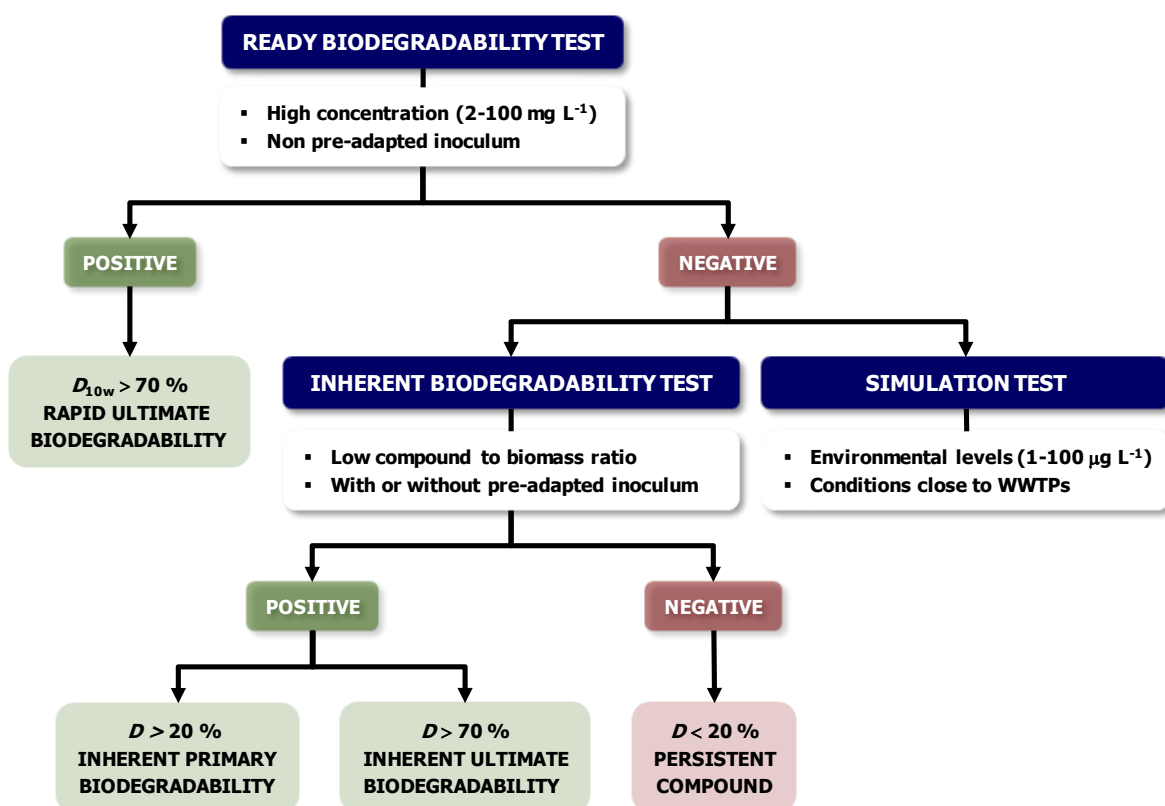 READY BIODEGRADABILITY TEST
▪ High concentration (2-100 mg L⁻¹)
▪ Non pre-adapted inoculum
POSITIVE
NEGATIVE
D₁₀w > 70 %
RAPID ULTIMATE
BIODEGRADABILITY
INHERENT BIODEGRADABILITY TEST
▪ Low compound to biomass ratio
▪ With or without pre-adapted inoculum
SIMULATION TEST
▪ Environmental levels (1-100 µg L⁻¹)
▪ Conditions close to WWTPs
POSITIVE
NEGATIVE
D > 20 %
INHERENT PRIMARY
BIODEGRADABILITY
D > 70 %
INHERENT ULTIMATE
BIODEGRADABILITY
D < 20 %
PERSISTENT
COMPOUND